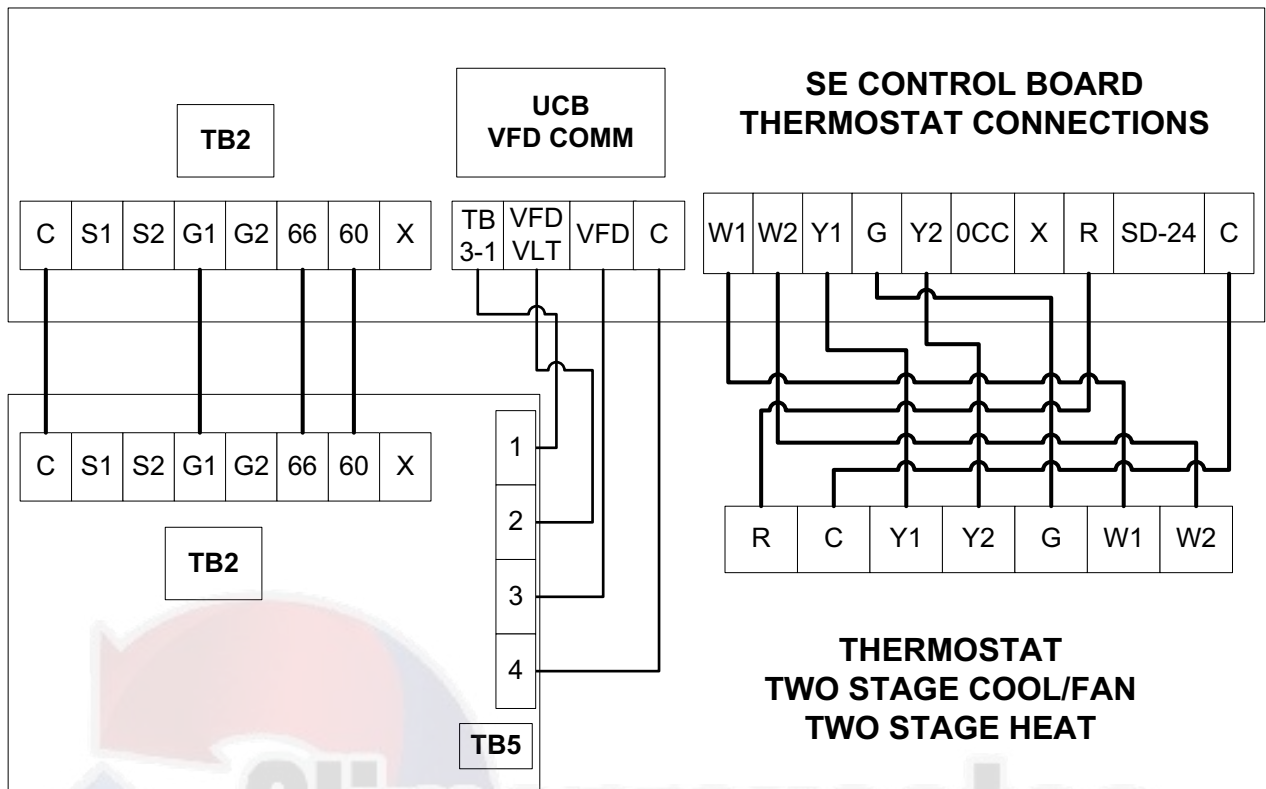 SE CONTROL BOARD
THERMOSTAT CONNECTIONS
UCB
VFD COMM
TB2
C S1 S2 G1 G2 66 60 X
TB 3-1 VFD VLT VFD C
W1 W2 Y1 G Y2 0CC X R SD-24 C
C S1 S2 G1 G2 66 60 X
TB2
1
2
3
4
TB5
R C Y1 Y2 G W1 W2
THERMOSTAT
TWO STAGE COOL/FAN
TWO STAGE HEAT